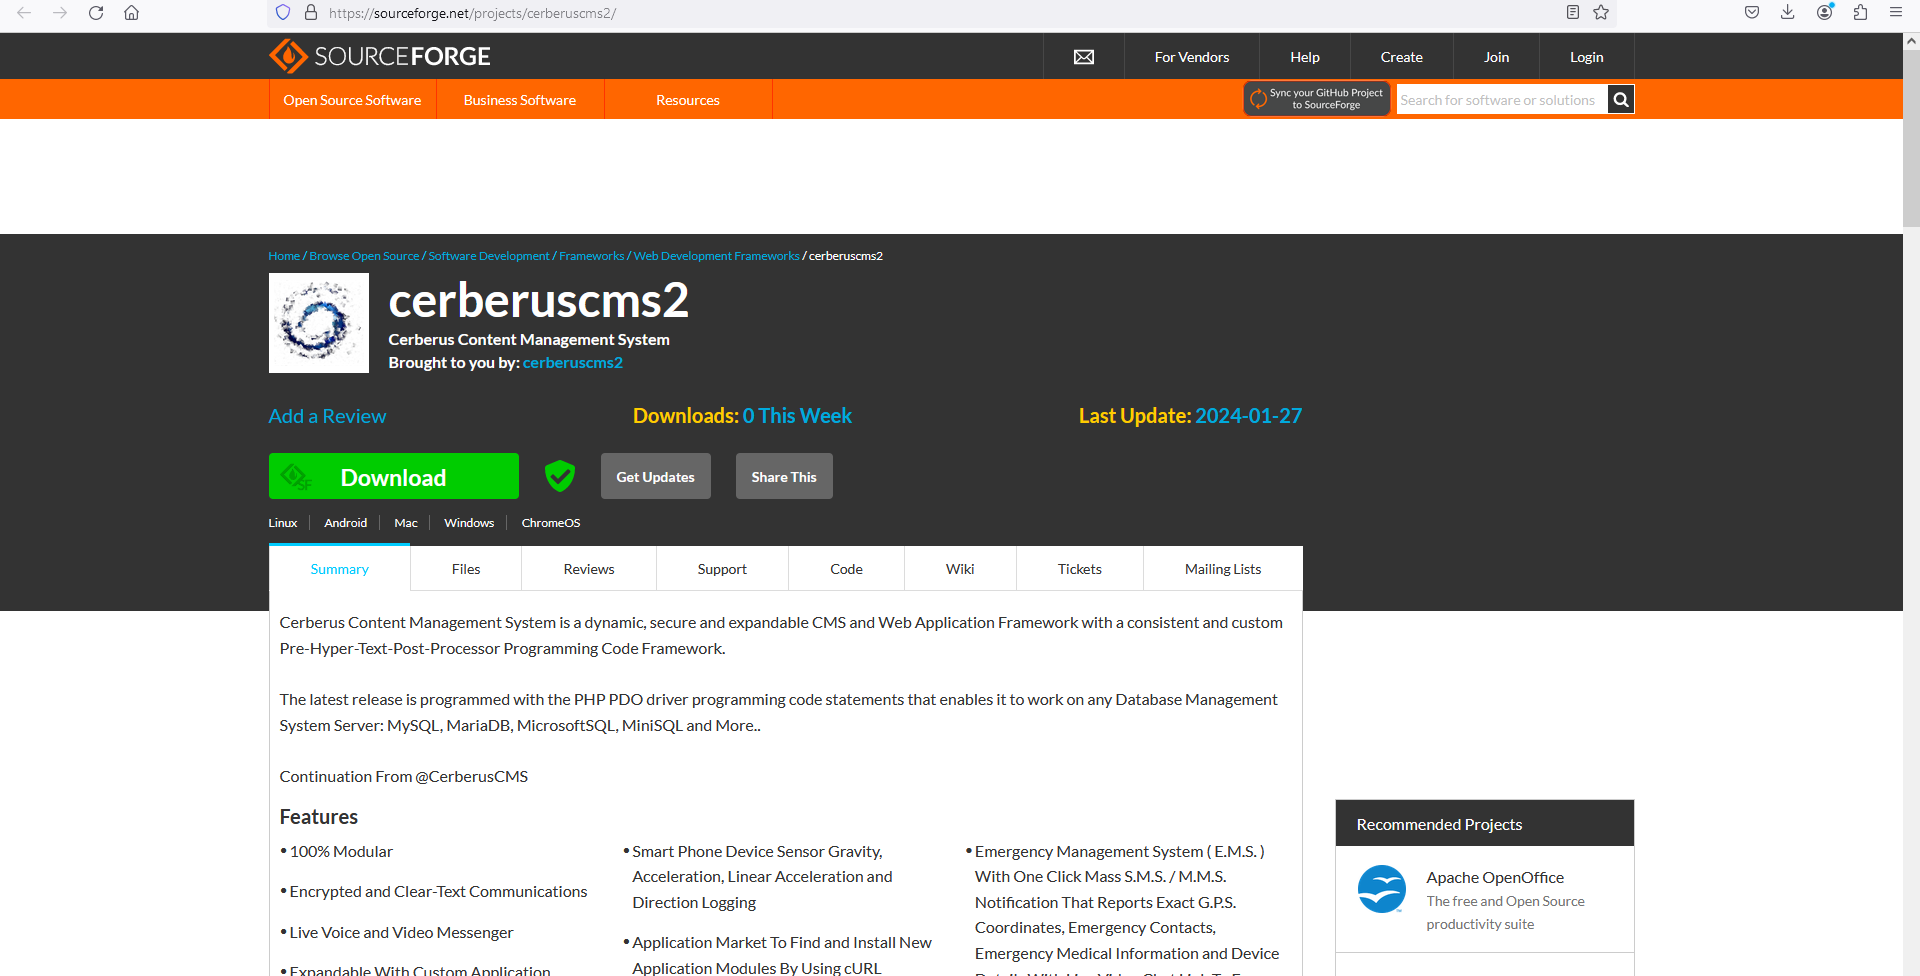 https://sourceforge.net/projects/cerberuscms2/
SOURCEFORGE
For Vendors
Help
Create
Join
Login
Open Source Software
Business Software
Resources
Sync your GitHub Project
to SourceForge
Search for software or solutions
Home / Browse Open Source / Software Development / Frameworks / Web Development Frameworks / cerberuscms2
cerberuscms2
Cerberus Content Management System
Brought to you by: cerberuscms2
Add a Review
Downloads: 0 This Week
Last Update: 2024-01-27
SF
Download
Get Updates
Share This
Linux
Android
Mac
Windows
ChromeOS
Summary
Files
Reviews
Support
Code
Wiki
Tickets
Mailing Lists
Cerberus Content Management System is a dynamic, secure and expandable CMS and Web Application Framework with a consistent and custom
Pre-Hyper-Text-Post-Processor Programming Code Framework.
The latest release is programmed with the PHP PDO driver programming code statements that enables it to work on any Database Management
System Server: MySQL, MariaDB, MicrosoftSQL, MiniSQL and More..
Continuation From @CerberusCMS
Features
• 100% Modular
• Encrypted and Clear-Text Communications
• Live Voice and Video Messenger
• Expandable With Custom Application
• Smart Phone Device Sensor Gravity,
Acceleration, Linear Acceleration and
Direction Logging
• Application Market To Find and Install New
Application Modules By Using cURL
• Emergency Management System ( E.M.S. )
With One Click Mass S.M.S. / M.M.S.
Notification That Reports Exact G.P.S.
Coordinates, Emergency Contacts,
Emergency Medical Information and Device
Recommended Projects
Apache OpenOffice
The free and Open Source
productivity suite